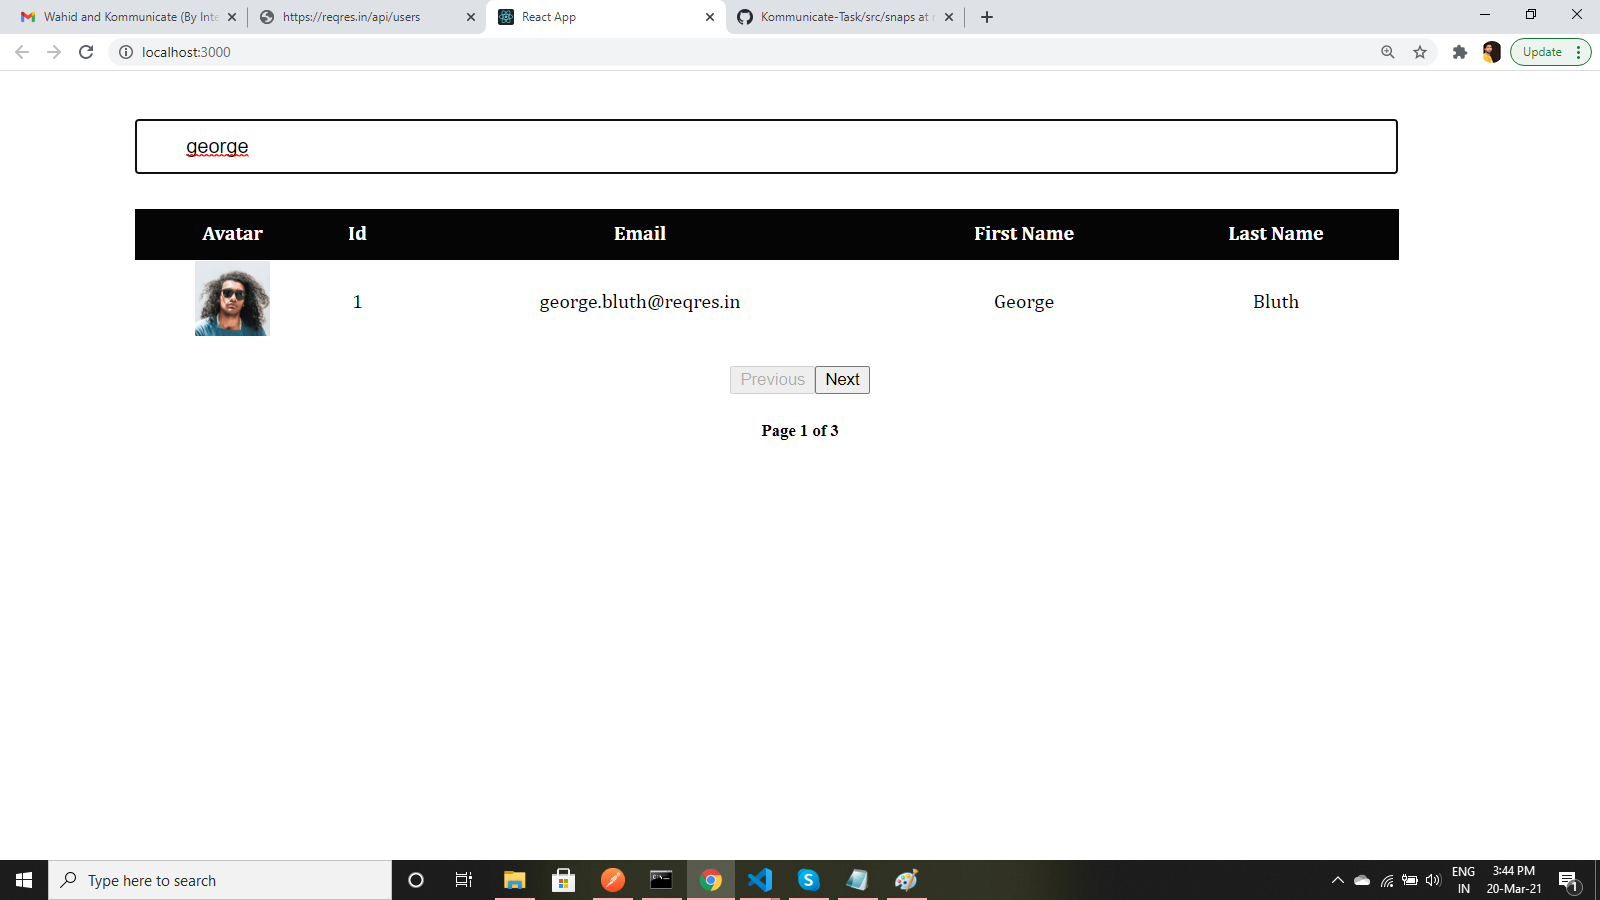 Wahid and Kommunicate (By Inte
https://reqres.in/api/users
React App
Kommunicate-Task/src/snaps at
localhost:3000
Update
george
Avatar Id Email First Name Last Name
1 george.bluth@reqres.in George Bluth
Previous Next
Page 1 of 3
Type here to search
ENG
IN
3:44 PM
20-Mar-21
1